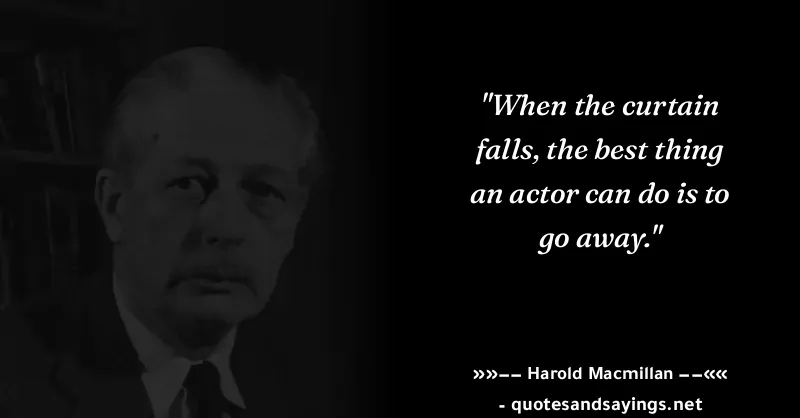 "When the curtain
falls, the best thing
an actor can do is to
go away."
»»–– Harold Macmillan ––««
- quotesandsayings.net